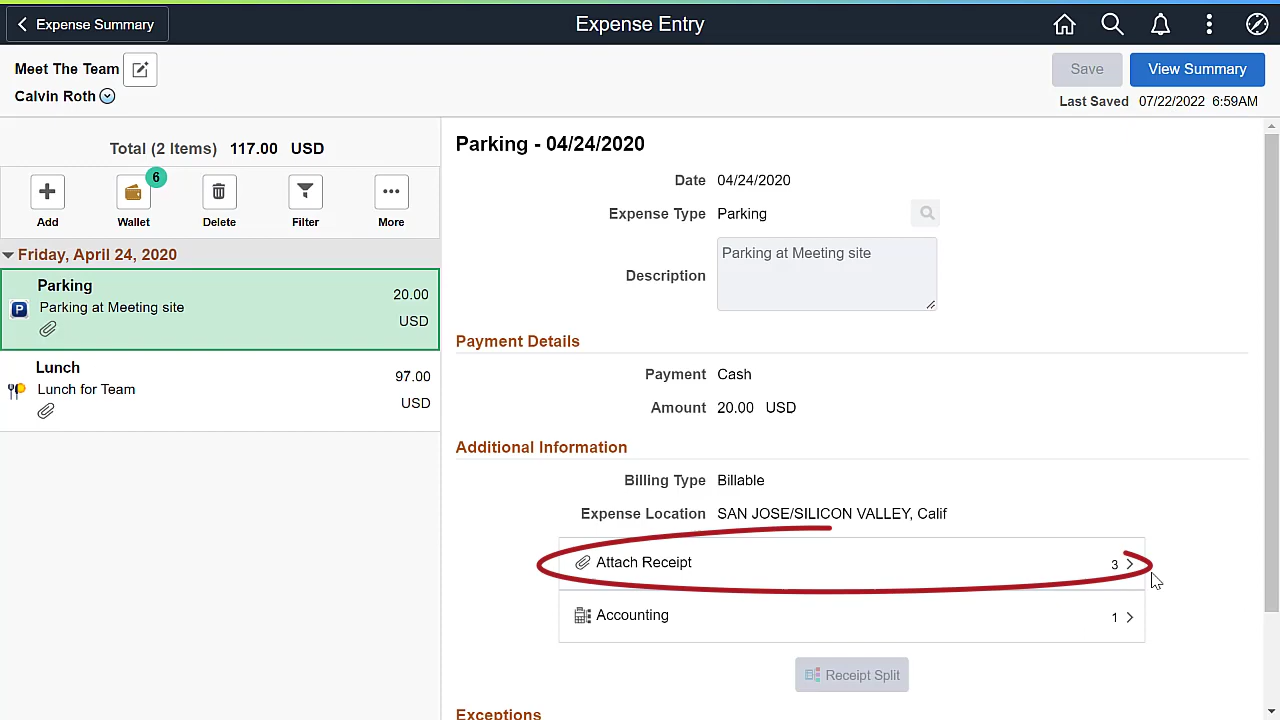 Expense Summary
Expense Entry
Meet The Team
Calvin Roth
Save
View Summary
Last Saved 07/22/2022 6:59AM
Total (2 Items) 117.00 USD
6
Add
Wallet
Delete
Filter
More
Friday, April 24, 2020
Parking
20.00
P
Parking at Meeting site
USD
Lunch
97.00
Lunch for Team
USD
Parking - 04/24/2020
Date 04/24/2020
Expense Type Parking
Description Parking at Meeting site
Payment Details
Payment Cash
Amount 20.00 USD
Additional Information
Billing Type Billable
Expense Location SAN JOSE/SILICON VALLEY, Calif
Attach Receipt 3
Accounting 1
Receipt Split
Exceptions